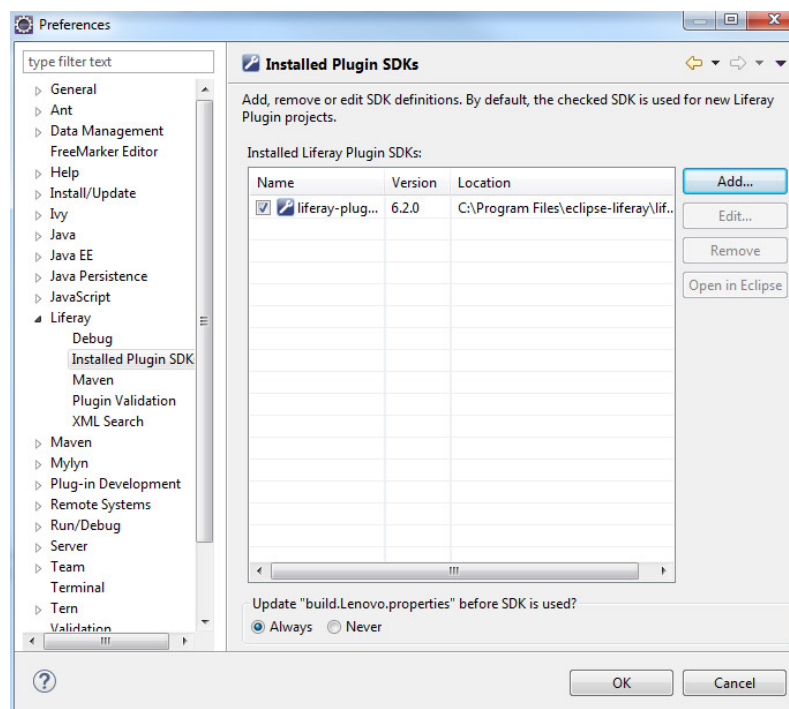 Preferences
type filter text
General
Ant
Data Management
FreeMarker Editor
Help
Install/Update
Ivy
Java
Java EE
Java Persistence
JavaScript
Liferay
Debug
Installed Plugin SDK
Maven
Plugin Validation
XML Search
Maven
Mylyn
Plug-in Development
Remote Systems
Run/Debug
Server
Team
Terminal
Tern
Validation
Installed Plugin SDKs
Add, remove or edit SDK definitions. By default, the checked SDK is used for new Liferay
Plugin projects.
Installed Liferay Plugin SDKs:
Name Version Location
liferay-plug... 6.2.0 C:\Program Files\eclipse-liferay\lif..
Add...
Edit...
Remove
Open in Eclipse
Update "build.Lenovo.properties" before SDK is used?
Always Never
OK Cancel